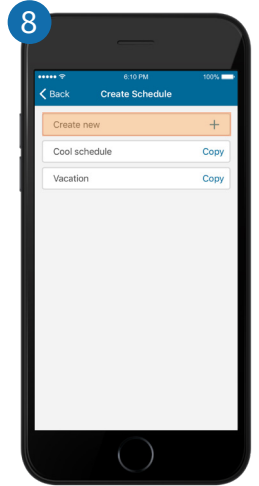 8
6:10 PM 100%
Back Create Schedule
Create new +
Cool schedule Copy
Vacation Copy